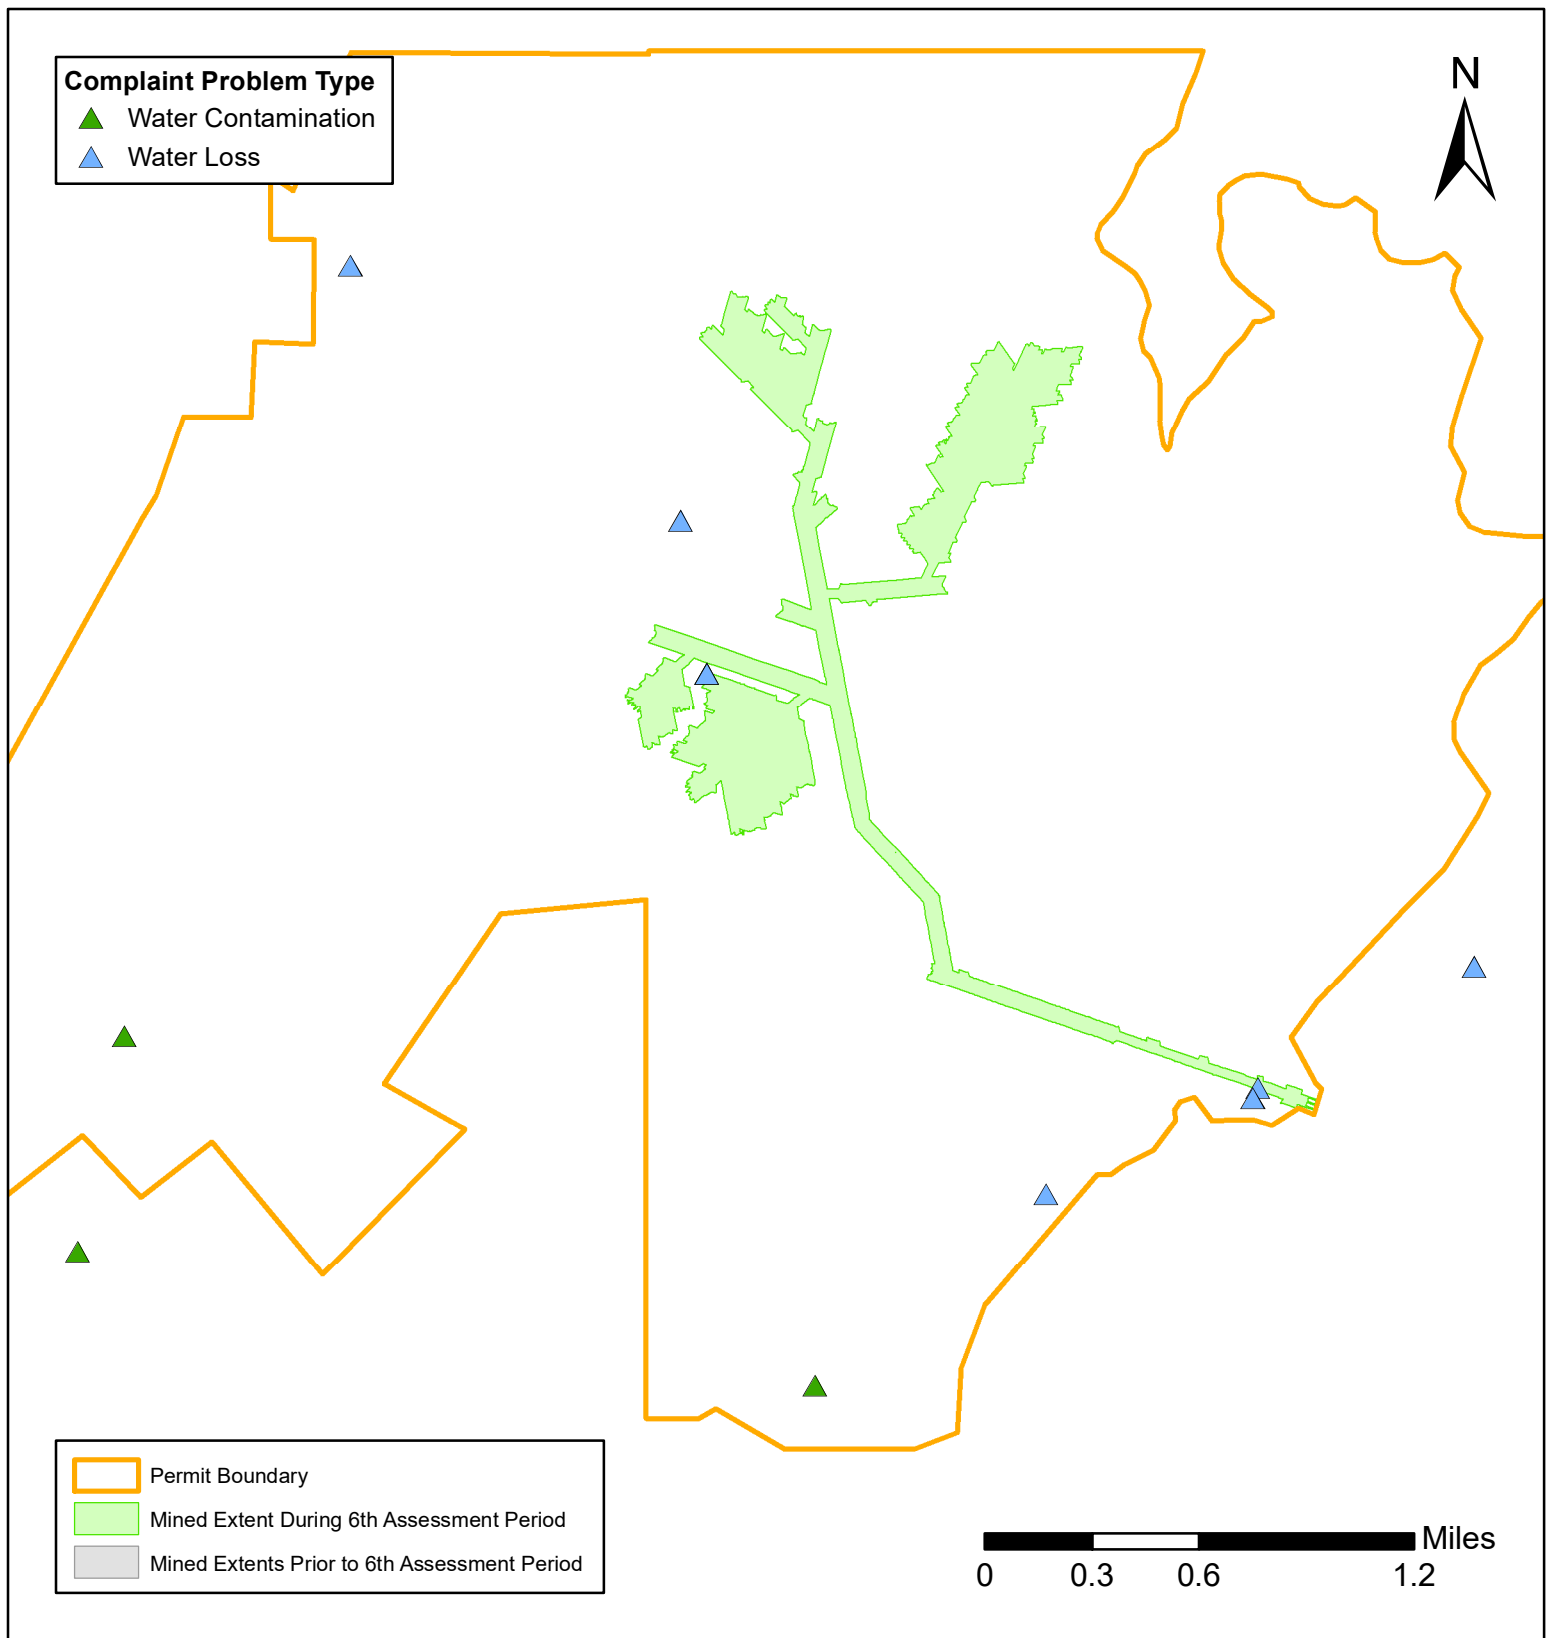 Complaint Problem Type
Water Contamination
Water Loss
N
Permit Boundary
Mined Extent During 6th Assessment Period
Mined Extents Prior to 6th Assessment Period
Miles
0 0.3 0.6 1.2